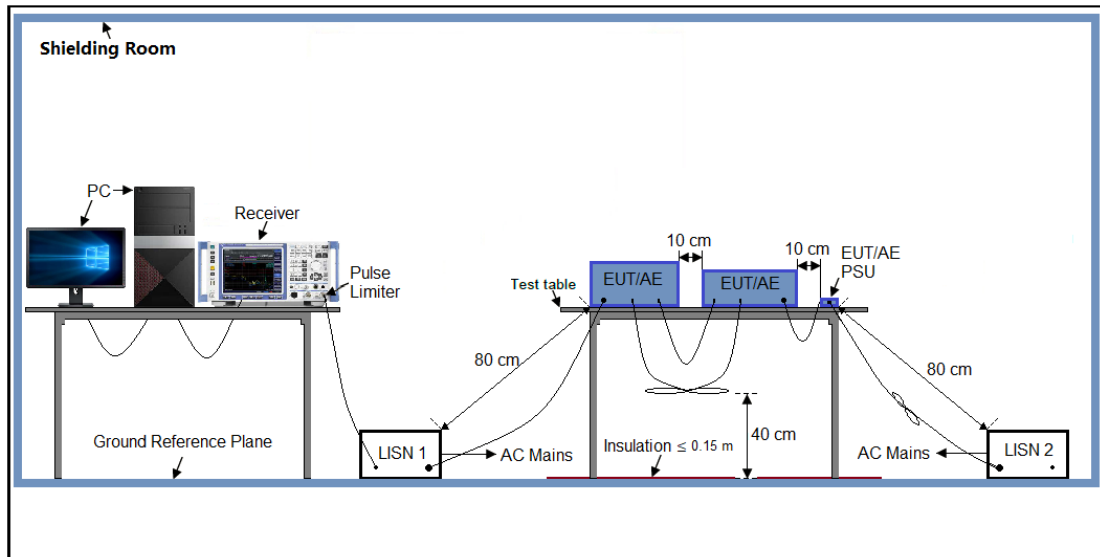 Shielding Room
PC
Receiver
Pulse
Limiter
10 cm
10 cm
EUT/AE
PSU
EUT/AE
EUT/AE
Test table
80 cm
80 cm
40 cm
Ground Reference Plane
LISN 1
AC Mains
Insulation ≤ 0.15 m
AC Mains
LISN 2